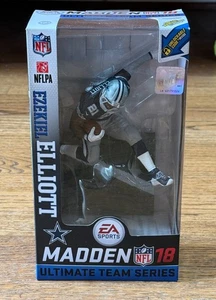 NFL
NFLPA
EZEKIEL
ELLIOTT
EA
SPORTS
MADDEN NFL 18
ULTIMATE TEAM SERIES